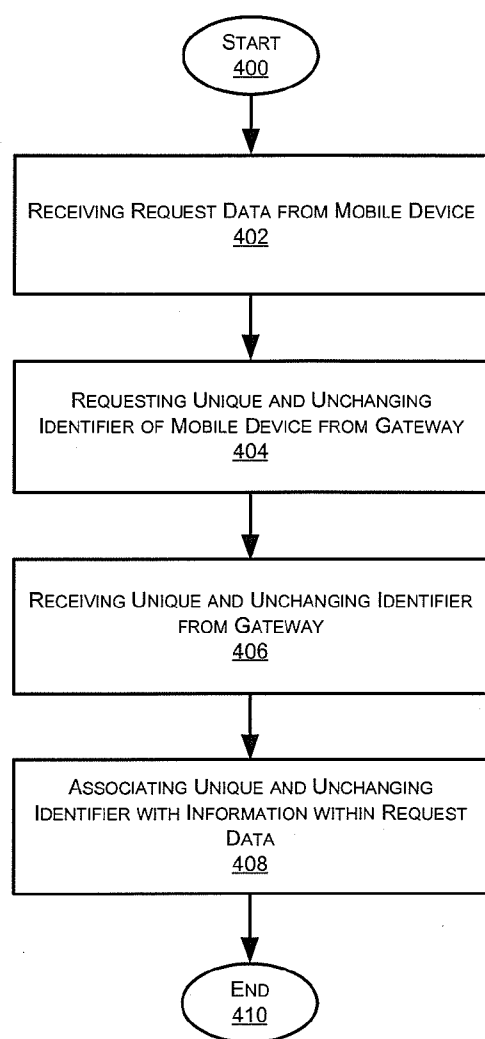 START
400
RECEIVING REQUEST DATA FROM MOBILE DEVICE
402
REQUESTING UNIQUE AND UNCHANGING
IDENTIFIER OF MOBILE DEVICE FROM GATEWAY
404
RECEIVING UNIQUE AND UNCHANGING IDENTIFIER
FROM GATEWAY
406
ASSOCIATING UNIQUE AND UNCHANGING
IDENTIFIER WITH INFORMATION WITHIN REQUEST
DATA
408
END
410